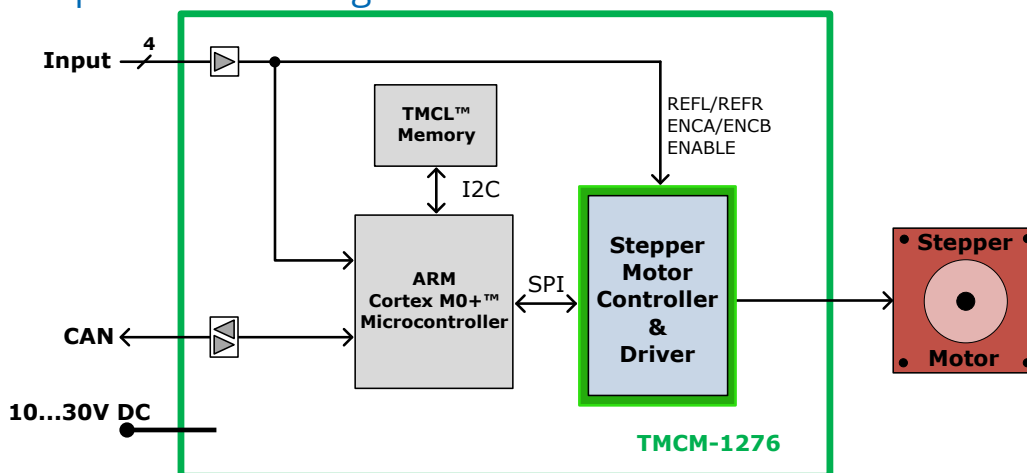 Input
4
TMCL™
Memory
REFL/REFR
ENCA/ENCB
ENABLE
I2C
ARM
Cortex M0+™
Microcontroller
SPI
Stepper
Motor
Controller
&
Driver
Stepper
Motor
CAN
10...30V DC
TMCM-1276